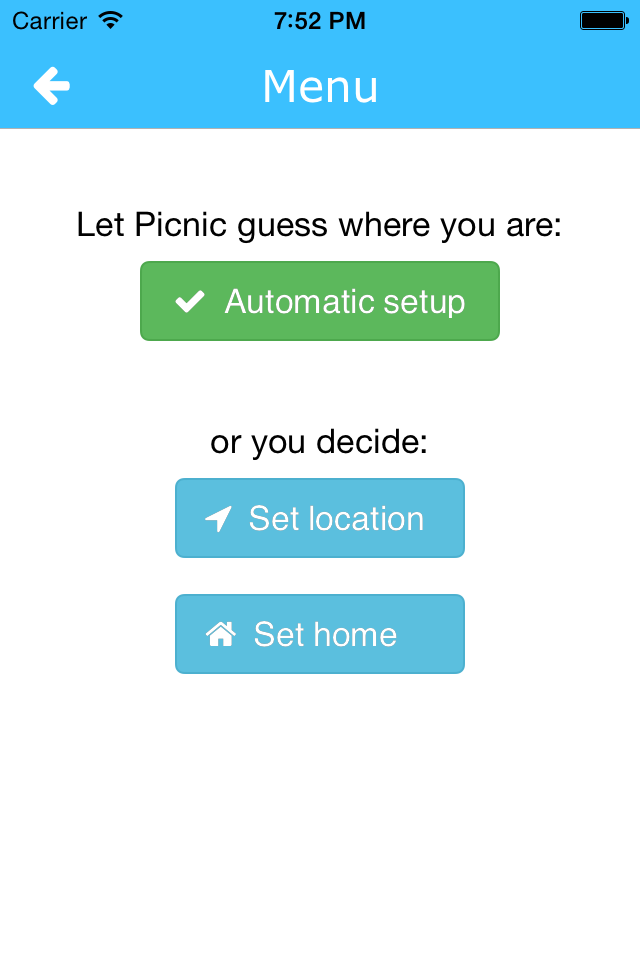 Carrier 7:52 PM
Menu
Let Picnic guess where you are:
Automatic setup
or you decide:
Set location
Set home